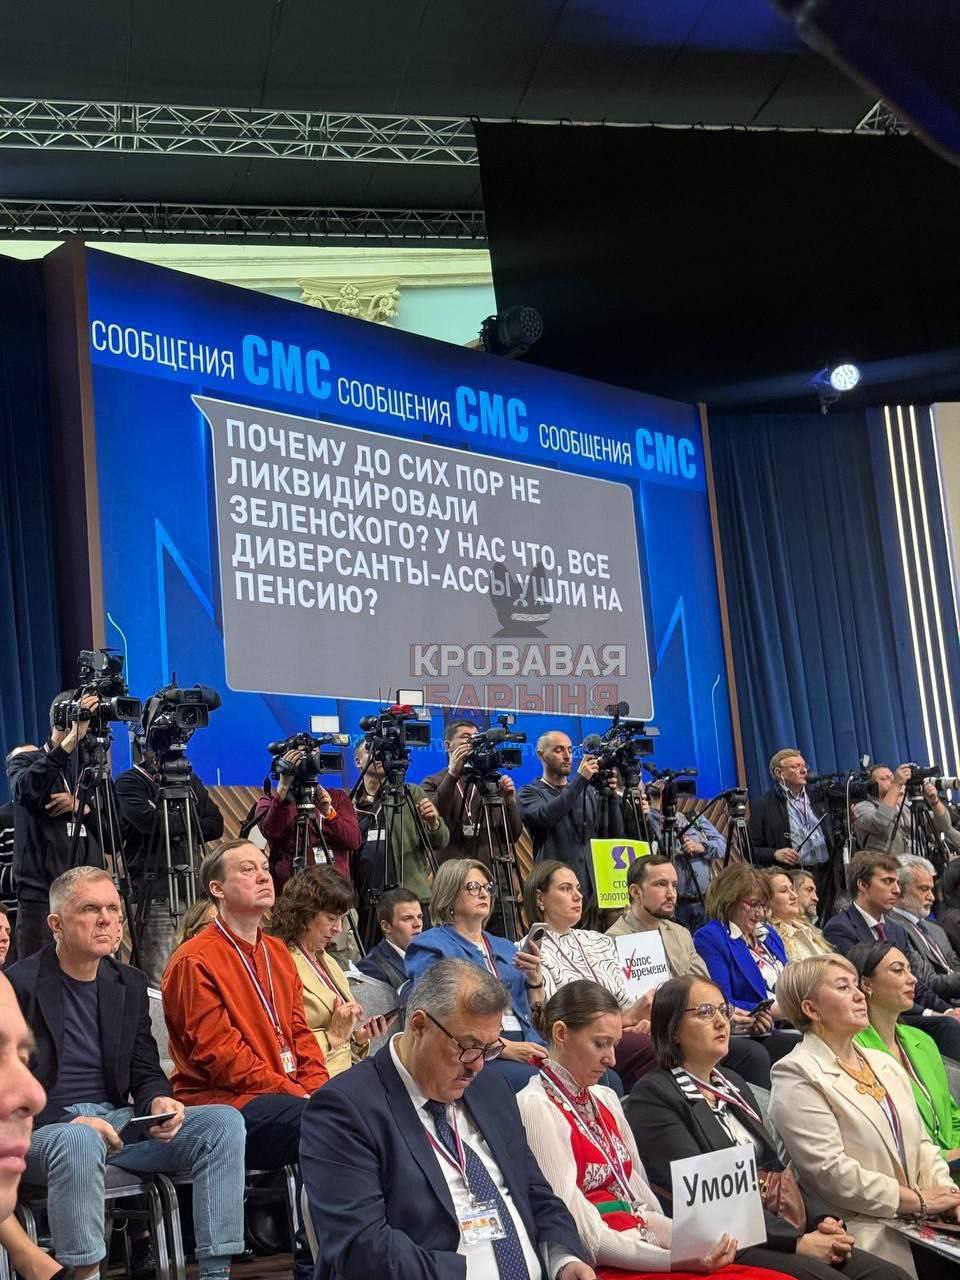 СООБЩЕНИЯ СМС СООБЩЕНИЯ СМС СООБЩЕНИЯ СМС
ПОЧЕМУ ДО СИХ ПОР НЕ
ЛИКВИДИРОВАЛИ
ЗЕЛЕНСКОГО? У НАС ЧТО, ВСЕ
ДИВЕРСАНТЫ-АССЫ УШЛИ НА
ПЕНСИЮ?
КРОВАВАЯ
БАРЫНЯ
Голос
времени
Умой!